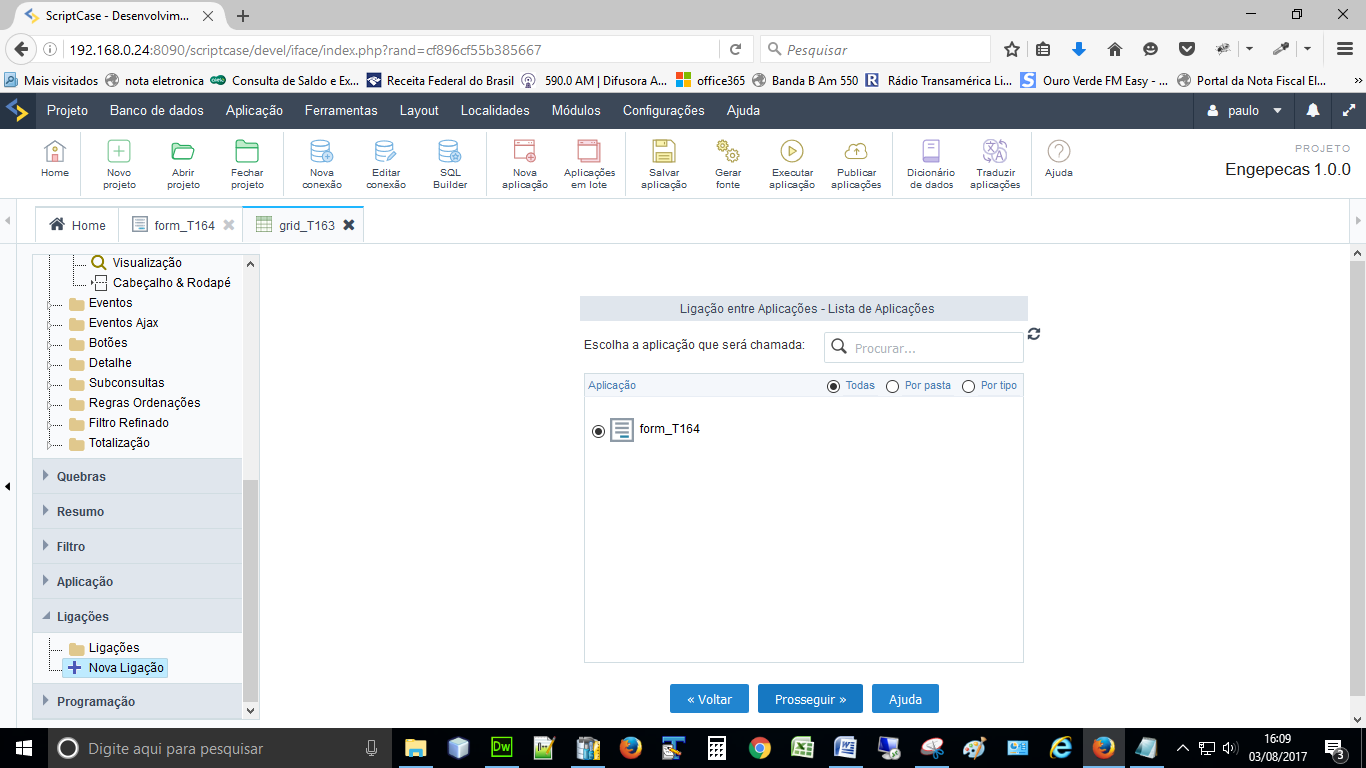 ScriptCase - Desenvolvim...
192.168.0.24:8090/scriptcase/devel/iface/index.php?rand=cf896cf55b385667
Pesquisar
Mais visitados
nota eletronica
Consulta de Saldo e Ex...
Receita Federal do Brasil
590.0 AM | Difusora A...
office365
Banda B Am 550
Rádio Transamérica Li...
Ouro Verde FM Easy - ...
Portal da Nota Fiscal El...
Projeto
Banco de dados
Aplicação
Ferramentas
Layout
Localidades
Módulos
Configurações
Ajuda
paulo
Home
Novo
projeto
Abrir
projeto
Fechar
projeto
Nova
conexão
Editar
conexão
SQL
Builder
Nova
aplicação
Aplicações
em lote
Salvar
aplicação
Gerar
fonte
Executar
aplicação
Publicar
aplicações
Dicionário
de dados
Traduzir
aplicações
Ajuda
PROJETO
Engepecas 1.0.0
Home
form_T164
grid_T163
Visualização
Cabeçalho & Rodapé
Eventos
Eventos Ajax
Botões
Detalhe
Subconsultas
Regras Ordenações
Filtro Refinado
Totalização
Quebras
Resumo
Filtro
Aplicação
Ligações
Ligações
Nova Ligação
Programação
Ligação entre Aplicações - Lista de Aplicações
Escolha a aplicação que será chamada:
Procurar...
Aplicação
Todas
Por pasta
Por tipo
form_T164
« Voltar
Prosseguir »
Ajuda
Digite aqui para pesquisar
Dw
16:09
03/08/2017
3